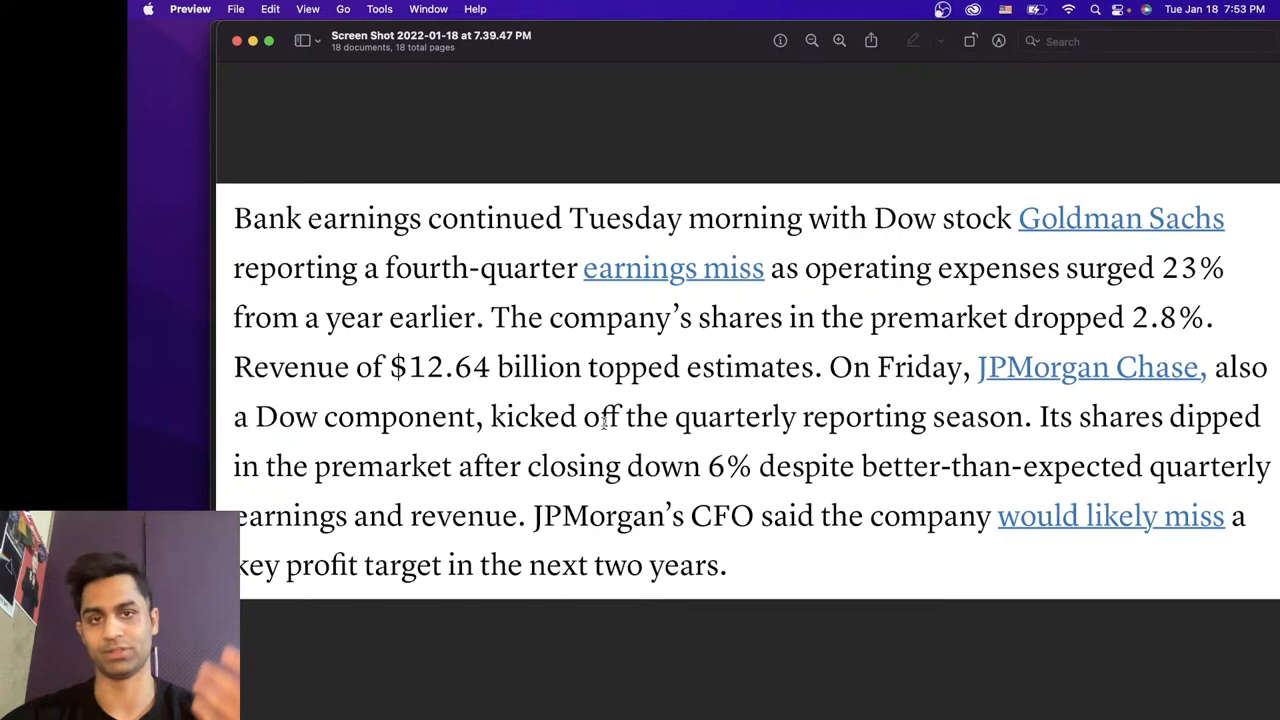 Preview File Edit View Go Tools Window Help Tue Jan 18 7:53 PM
Screen Shot 2022-01-18 at 7.39.47 PM
18 documents, 18 total pages
Search
Bank earnings continued Tuesday morning with Dow stock Goldman Sachs
reporting a fourth-quarter earnings miss as operating expenses surged 23%
from a year earlier. The company’s shares in the premarket dropped 2.8%.
Revenue of $12.64 billion topped estimates. On Friday, JPMorgan Chase, also
a Dow component, kicked off the quarterly reporting season. Its shares dipped
in the premarket after closing down 6% despite better-than-expected quarterly
earnings and revenue. JPMorgan’s CFO said the company would likely miss a
key profit target in the next two years.